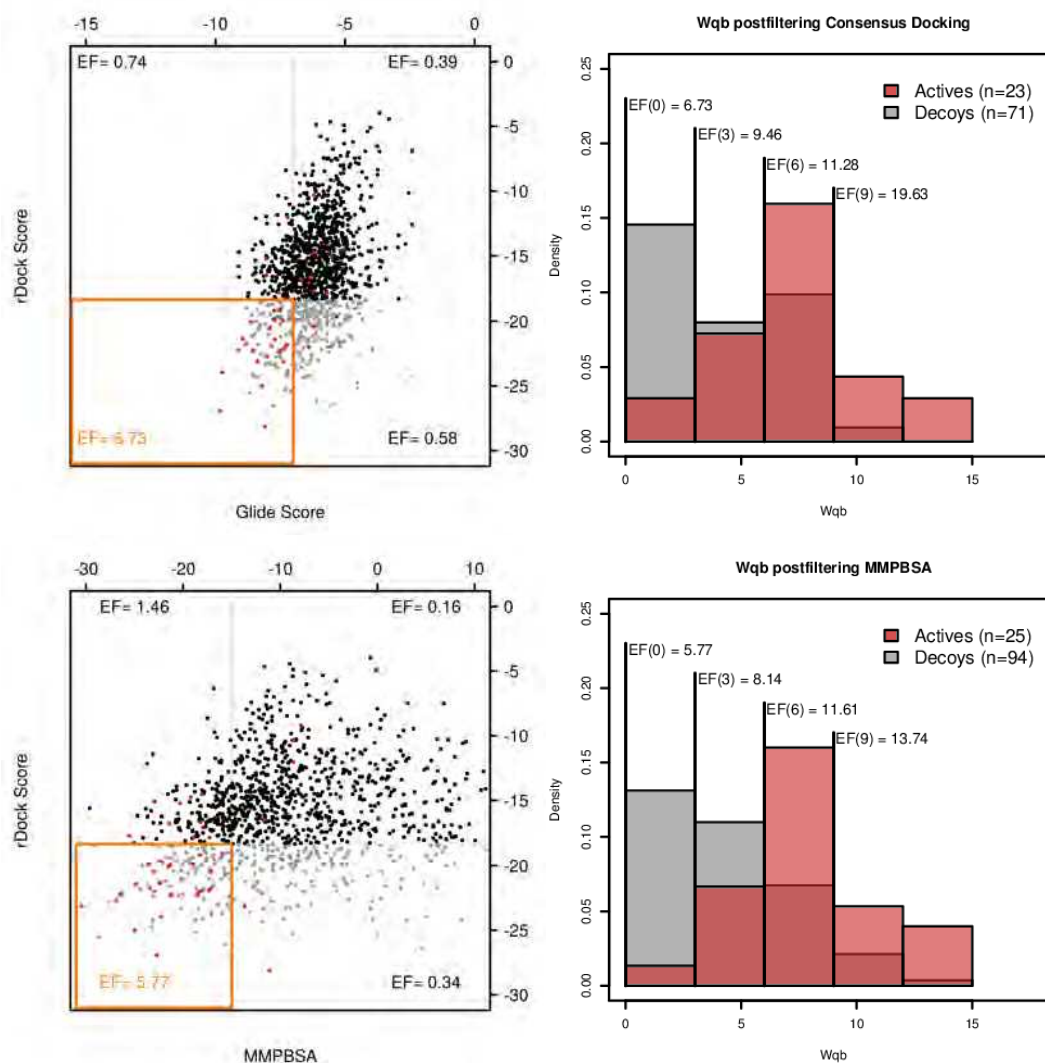 -15 -10 -5 0
EF= 0.74 EF= 0.39
0
-5
-10
-15
-20
-25
-30
rDock Score
EF= 6.73 EF= 0.58
Glide Score
Wqb postfiltering Consensus Docking
0.25
0.20
0.15
0.10
0.05
0.00
Density
Actives (n=23)
Decoys (n=71)
EF(0) = 6.73
EF(3) = 9.46
EF(6) = 11.28
EF(9) = 19.63
0 5 10 15
Wqb
-30 -20 -10 0 10
EF= 1.46 EF= 0.16
0
-5
-10
-15
-20
-25
-30
rDock Score
EF= 5.77 EF= 0.34
MMPBSA
Wqb postfiltering MMPBSA
0.25
0.20
0.15
0.10
0.05
0.00
Density
Actives (n=25)
Decoys (n=94)
EF(0) = 5.77
EF(3) = 8.14
EF(6) = 11.61
EF(9) = 13.74
0 5 10 15
Wqb